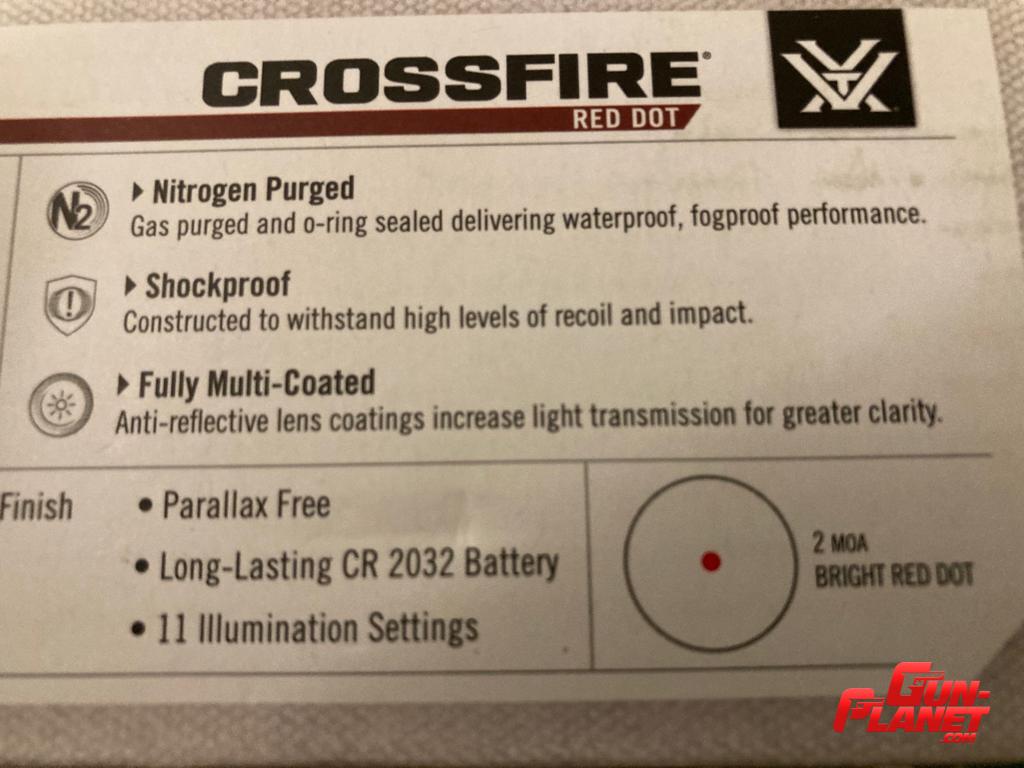 CROSSFIRE®
RED DOT
N2
▸ Nitrogen Purged
Gas purged and o-ring sealed delivering waterproof, fogproof performance.
▸ Shockproof
Constructed to withstand high levels of recoil and impact.
▸ Fully Multi-Coated
Anti-reflective lens coatings increase light transmission for greater clarity.
Finish
• Parallax Free
• Long-Lasting CR 2032 Battery
• 11 Illumination Settings
2 MOA
BRIGHT RED DOT
GUN-
PLANET
.COM